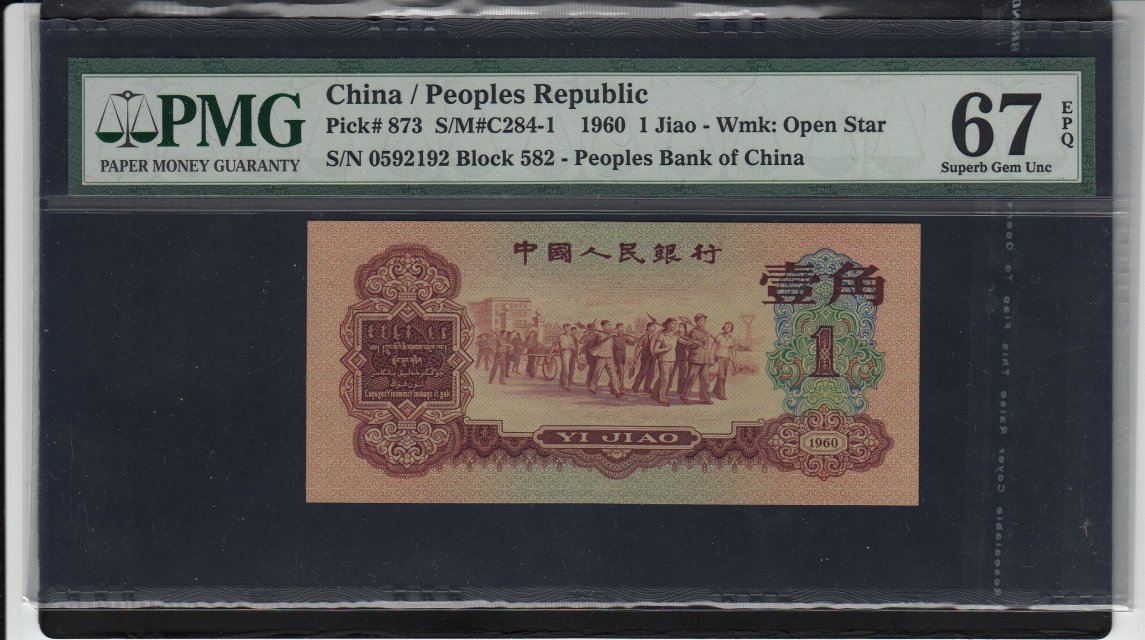 PMG
PAPER MONEY GUARANTY
China / Peoples Republic
Pick# 873 S/M#C284-1 1960 1 Jiao - Wmk: Open Star
S/N 0592192 Block 582 - Peoples Bank of China
67
EPQ
Superb Gem Unc
中國人民銀行
壹角
1
YI JIAO
1960